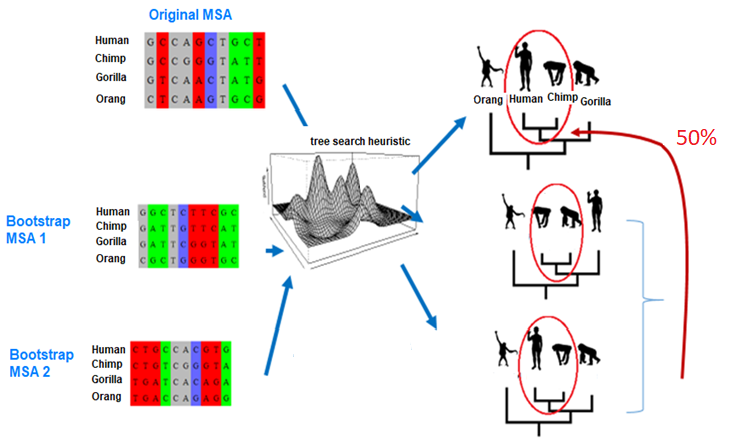 Original MSA
Human G C C A G C T G C T
Chimp G C C G G G T A T T
Gorilla G T C A A C T A T G
Orang C T C A A G T G C G
Orang Human Chimp Gorilla
50%
tree search heuristic
Bootstrap
MSA 1
Human G G C T C T T C G C
Chimp G A T T G T T C A T
Gorilla G A T T C G G T A T
Orang C G C T G G G T G C
Bootstrap
MSA 2
Human C T G C C A C G T G
Chimp C T G T C G G G T A
Gorilla T G A T C A C A G A
Orang T G A C C A G A G G